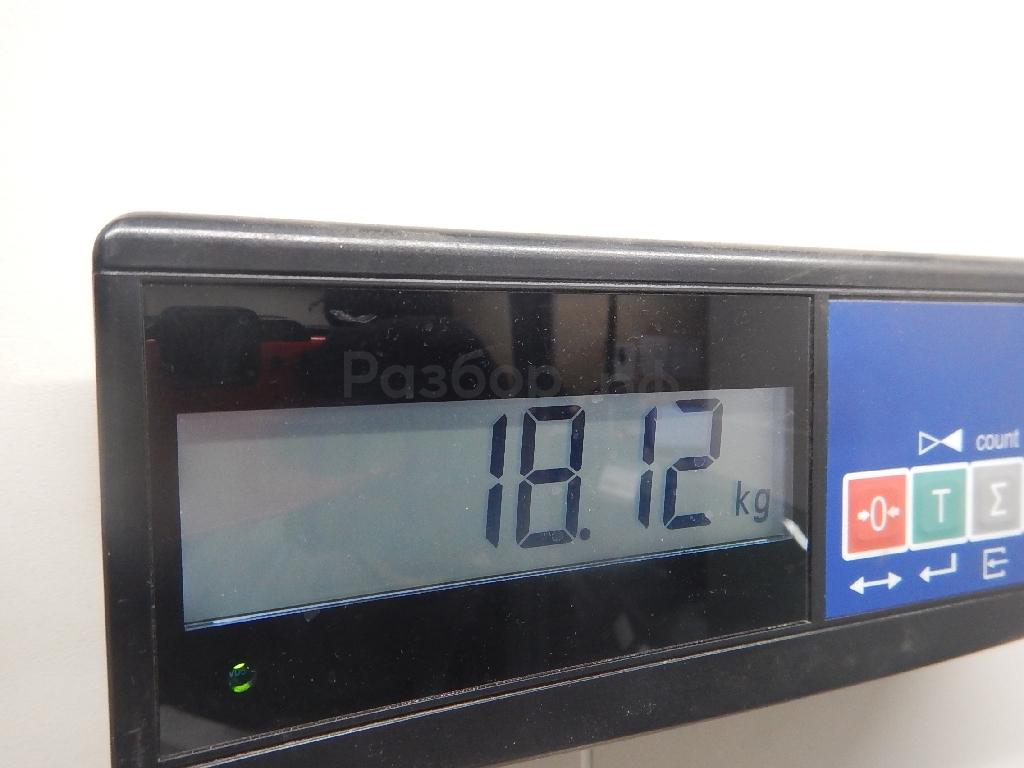 Разбор.рф
18.12 kg
count
→0← T Σ